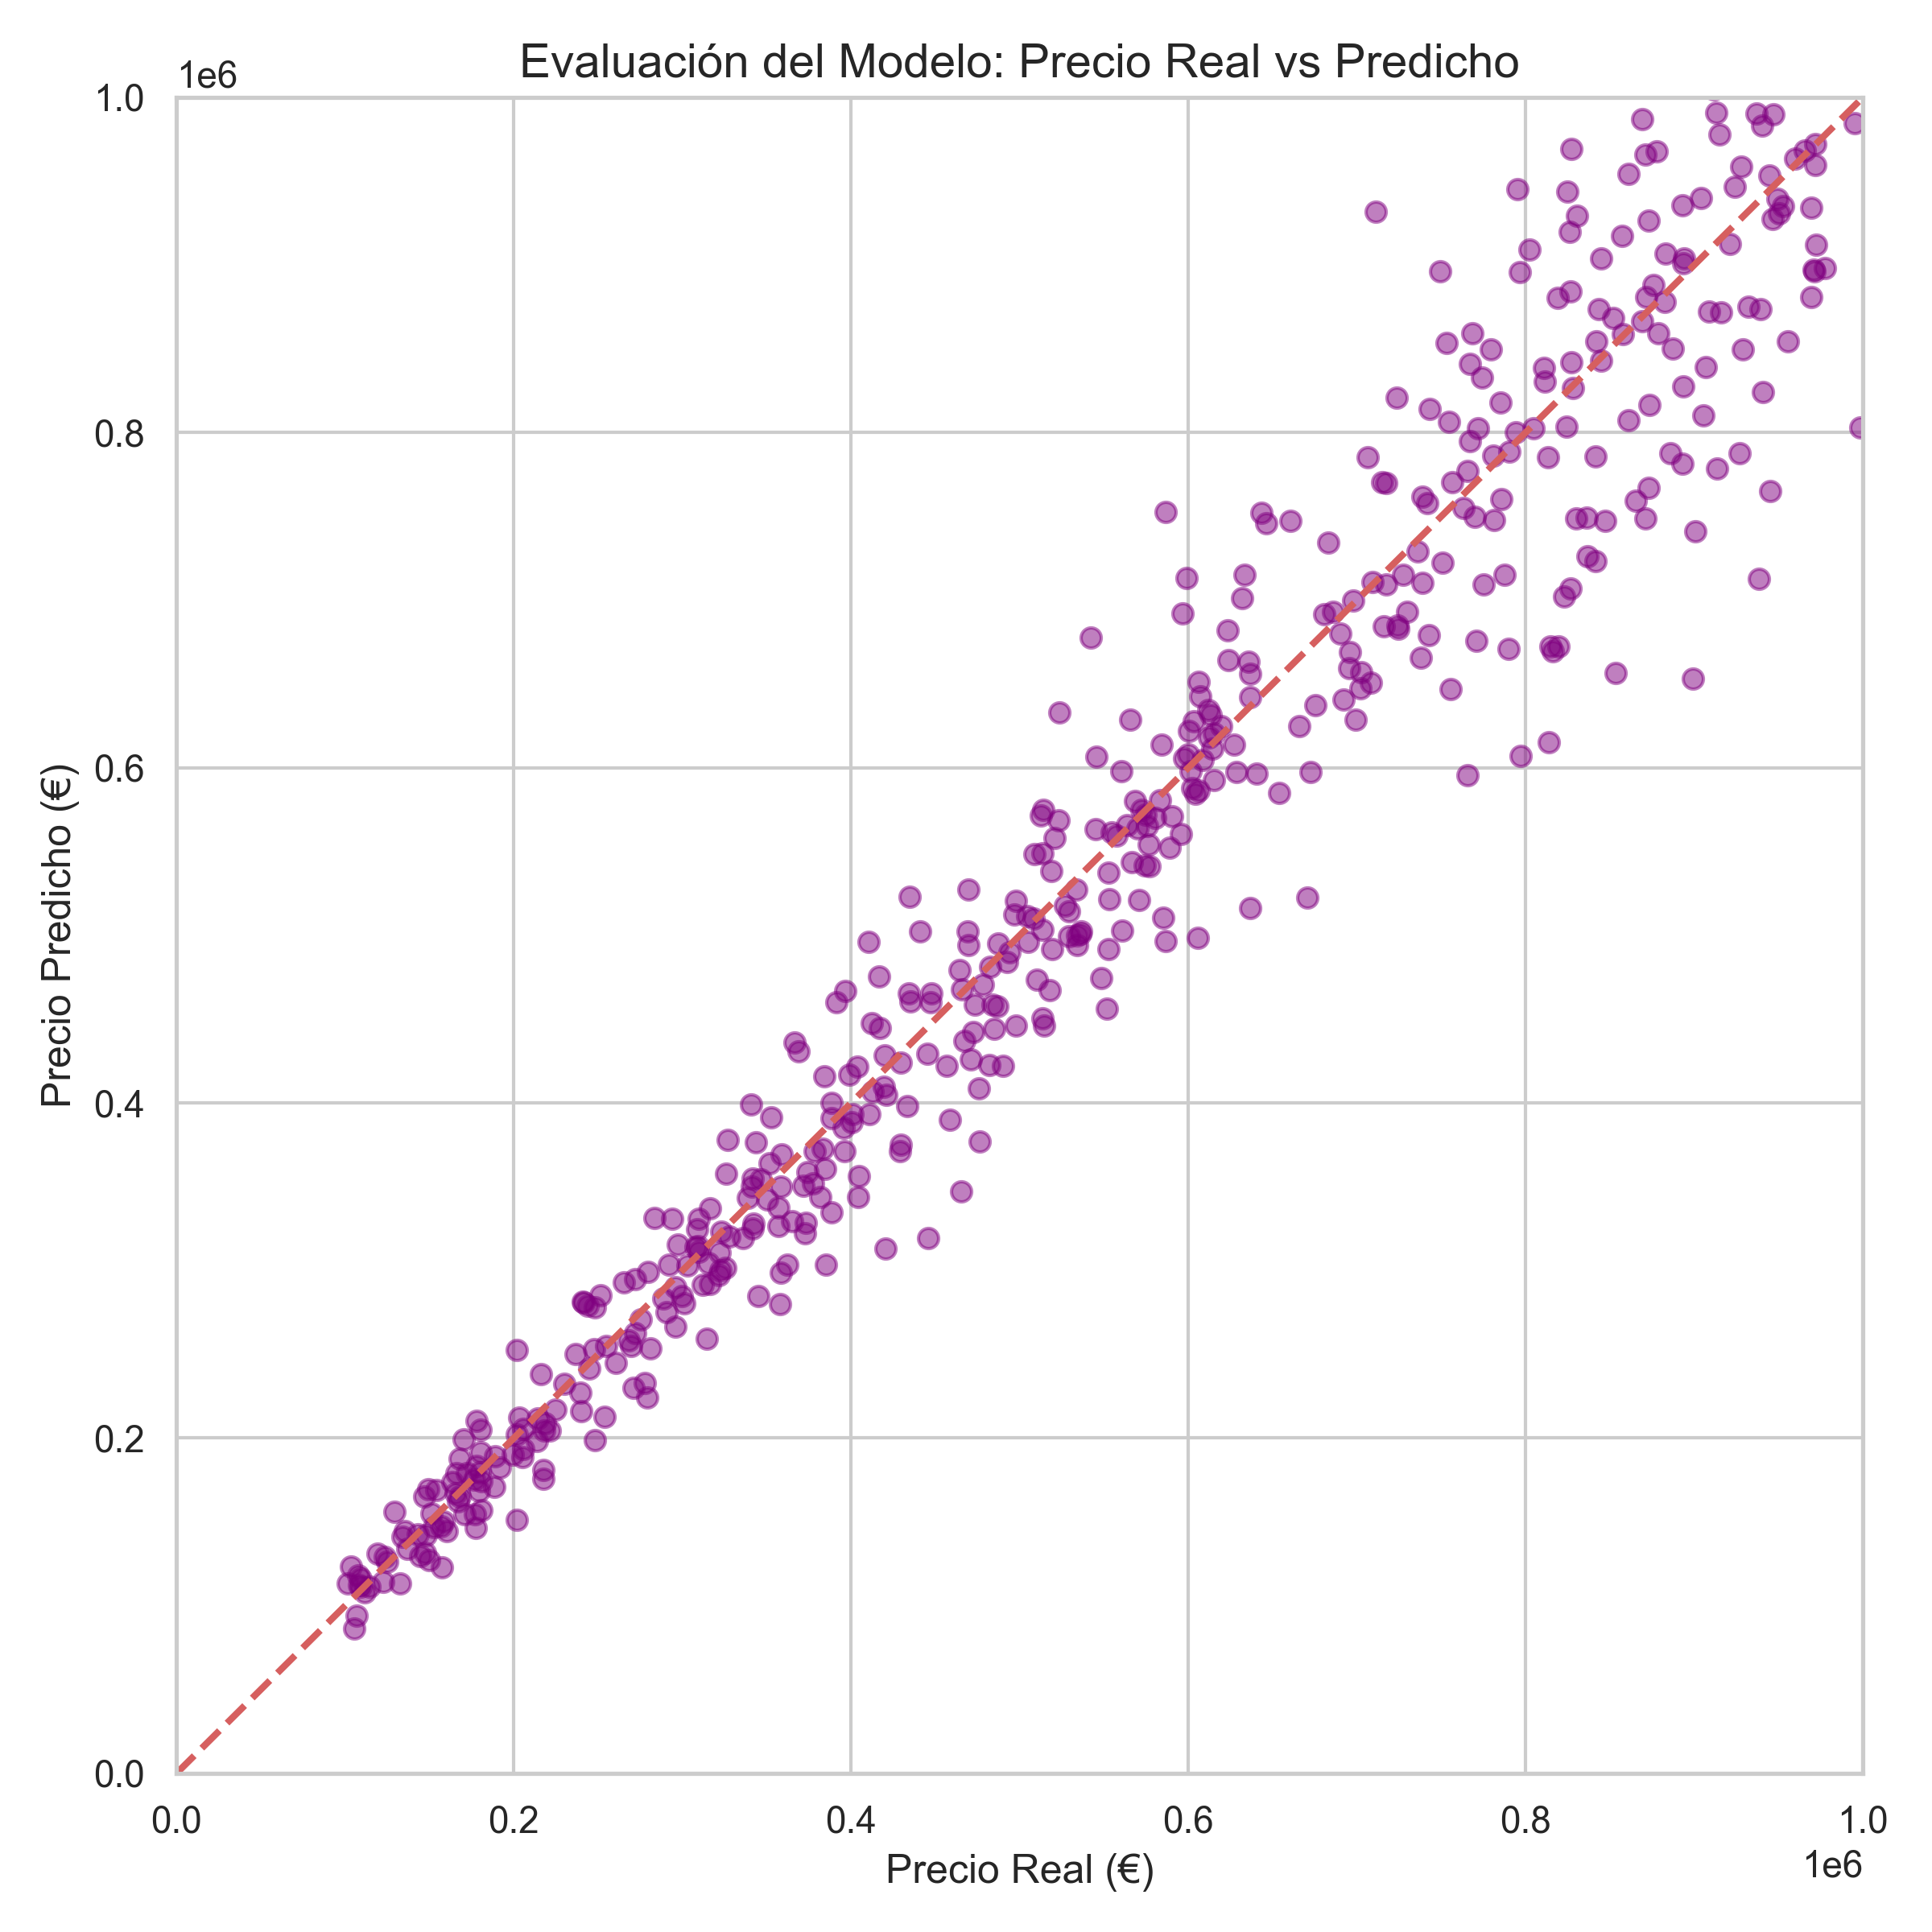 Evaluación del Modelo: Precio Real vs Predicho
1e6
1.0
0.8
0.6
0.4
0.2
0.0
Precio Predicho (€)
0.0 0.2 0.4 0.6 0.8 1.0
Precio Real (€)
1e6